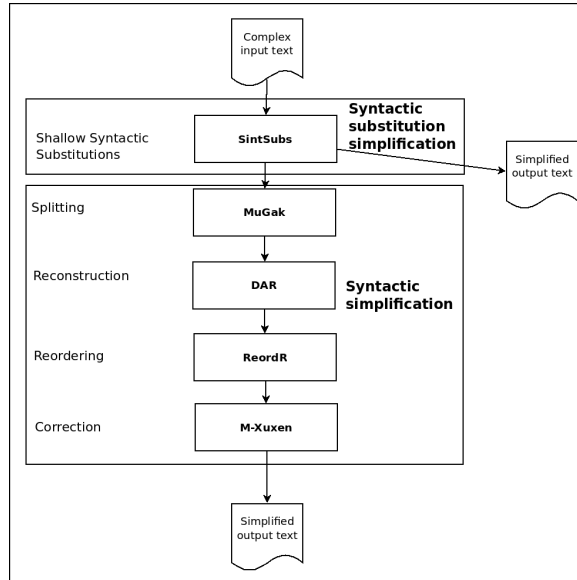 Complex
input text
Shallow Syntactic
Substitutions
SintSubs
Syntactic
substitution
simplification
Simplified
output text
Splitting
MuGak
Reconstruction
DAR
Syntactic
simplification
Reordering
ReordR
Correction
M-Xuxen
Simplified
output text